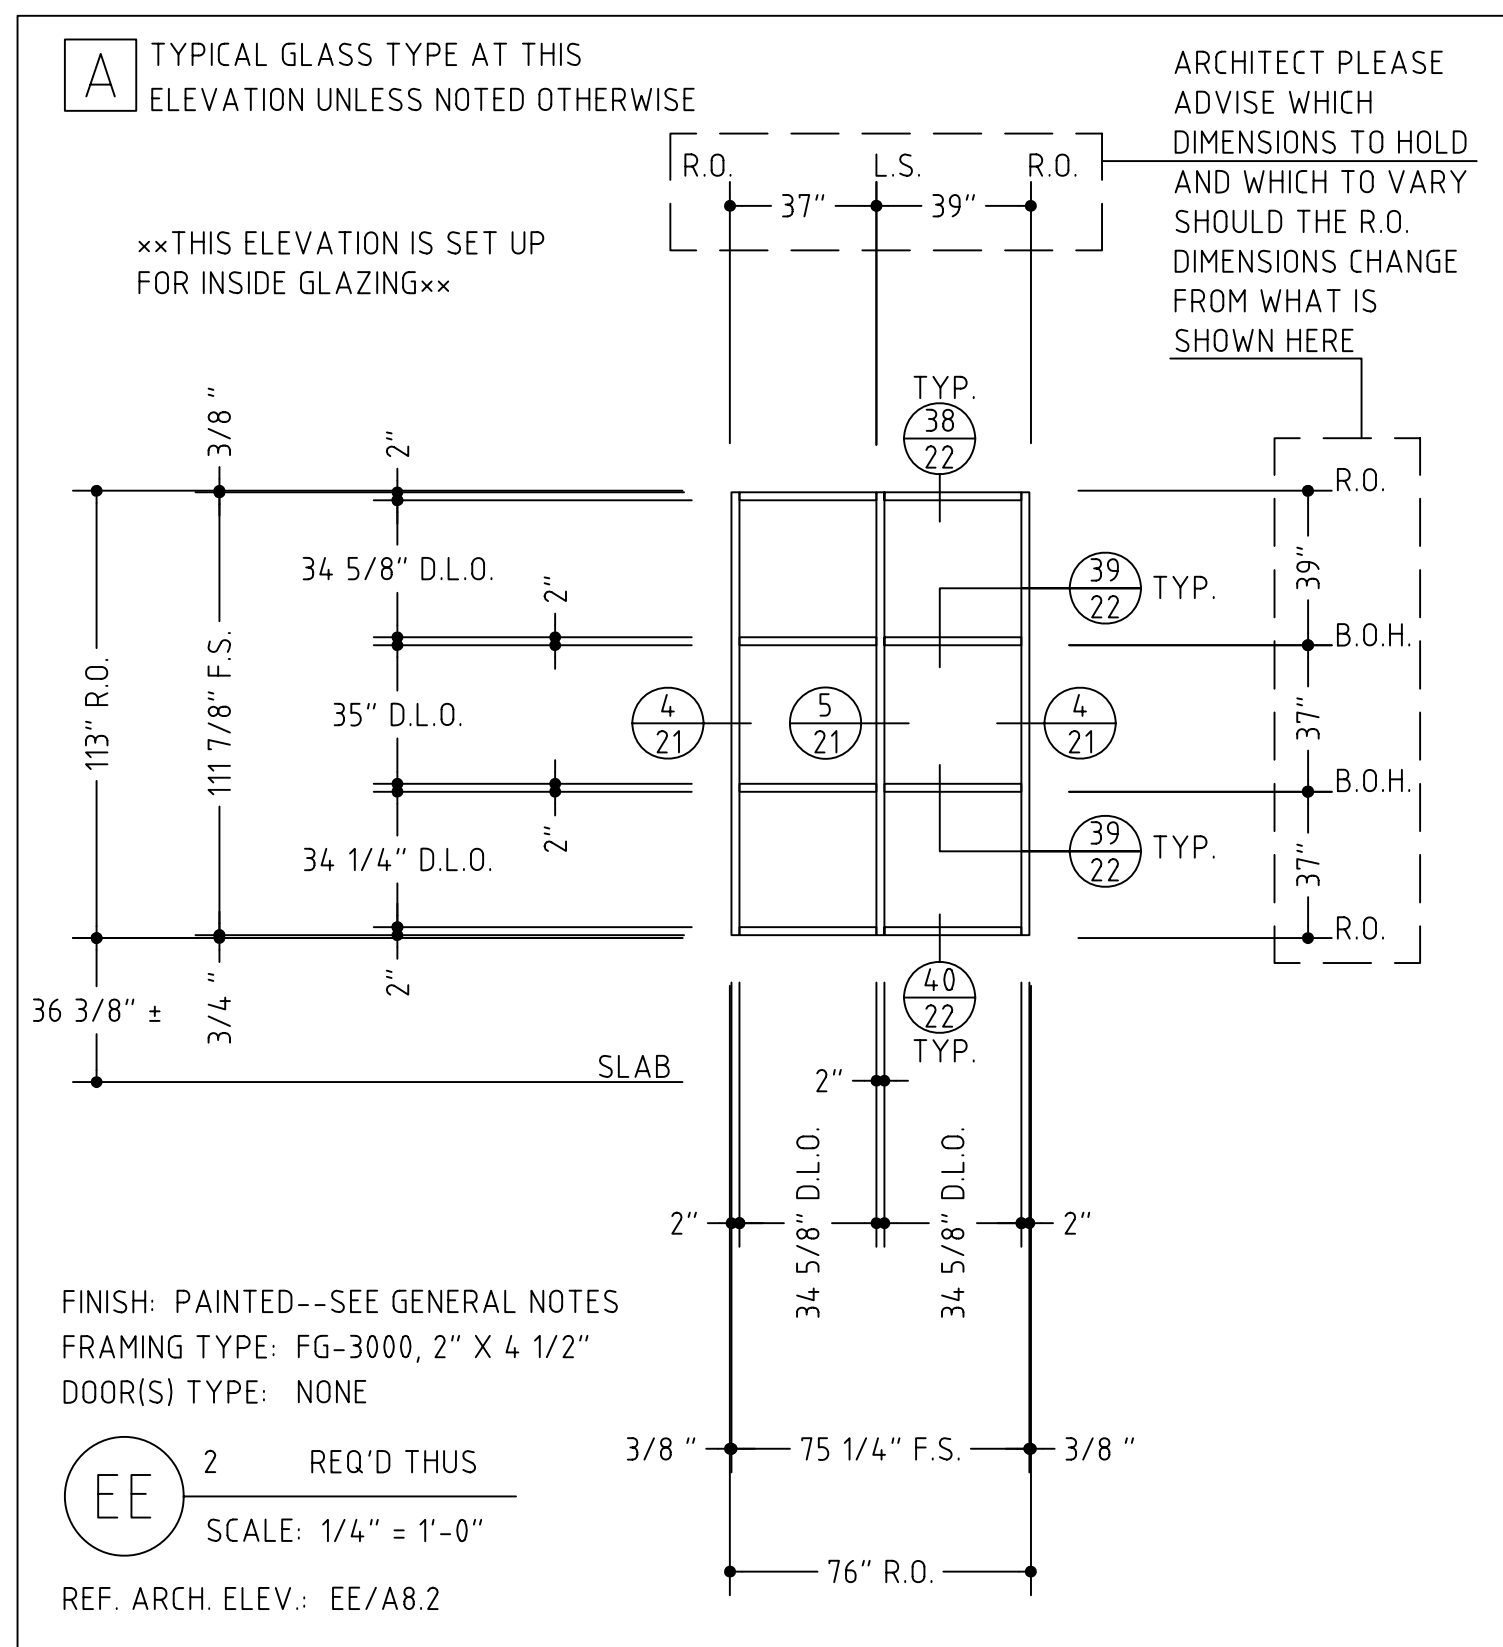 A
TYPICAL GLASS TYPE AT THIS
ELEVATION UNLESS NOTED OTHERWISE
ARCHITECT PLEASE
ADVISE WHICH
DIMENSIONS TO HOLD
AND WHICH TO VARY
SHOULD THE R.O.
DIMENSIONS CHANGE
FROM WHAT IS
SHOWN HERE
R.O. L.S. R.O.
37" 39"
××THIS ELEVATION IS SET UP
FOR INSIDE GLAZING××
TYP.
38
22
3/8 "
2"
R.O.
34 5/8" D.L.O.
2"
39
22
TYP.
39"
B.O.H.
113" R.O.
111 7/8" F.S.
35" D.L.O.
4
21
5
21
4
21
37"
B.O.H.
34 1/4" D.L.O.
2"
39
22
TYP.
37"
R.O.
36 3/8" ±
3/4 "
2"
40
22
TYP.
SLAB
2"
2"
34 5/8" D.L.O.
34 5/8" D.L.O.
2"
FINISH: PAINTED--SEE GENERAL NOTES
FRAMING TYPE: FG-3000, 2" X 4 1/2"
DOOR(S) TYPE: NONE
3/8 " 75 1/4" F.S. 3/8 "
EE
2 REQ'D THUS
SCALE: 1/4" = 1'-0"
76" R.O.
REF. ARCH. ELEV.: EE/A8.2